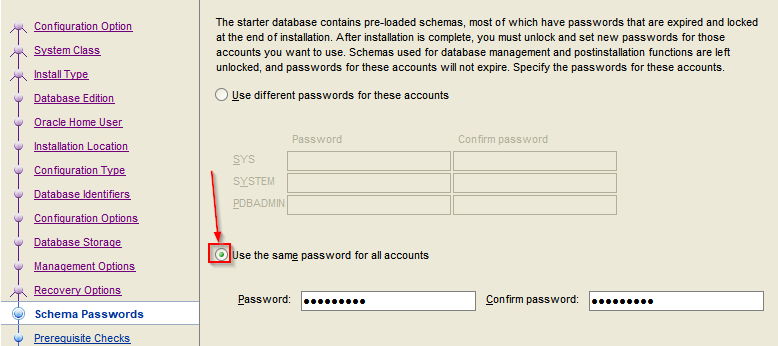 Configuration Option
System Class
Install Type
Database Edition
Oracle Home User
Installation Location
Configuration Type
Database Identifiers
Configuration Options
Database Storage
Management Options
Recovery Options
Schema Passwords
Prerequisite Checks
The starter database contains pre-loaded schemas, most of which have passwords that are expired and locked
at the end of installation. After installation is complete, you must unlock and set new passwords for those
accounts you want to use. Schemas used for database management and postinstallation functions are left
unlocked, and passwords for these accounts will not expire. Specify the passwords for these accounts.
Use different passwords for these accounts
Password Confirm password
SYS
SYSTEM
PDBADMIN
Use the same password for all accounts
Password: ●●●●●●●●● Confirm password: ●●●●●●●●●